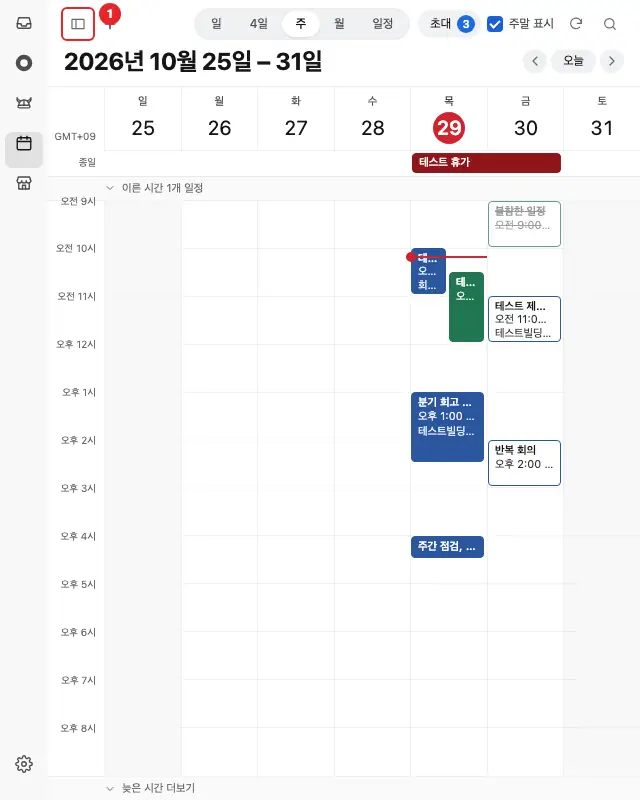 1
일 4일 주 월 일정 초대 3 주말 표시
2026년 10월 25일 – 31일
오늘
GMT+09
일 월 화 수 목 금 토
25 26 27 28 29 30 31
종일
테스트 휴가
이른 시간 1개 일정
오전 9시
불참한 일정
오전 9:00...
오전 10시
테...
오...
회...
테...
오...
오전 11시
테스트 제...
오전 11:0...
테스트빌딩...
오후 12시
오후 1시
분기 회고 ...
오후 1:00 ...
테스트빌딩...
오후 2시
반복 회의
오후 2:00 ...
오후 3시
오후 4시
주간 점검, ...
오후 5시
오후 6시
오후 7시
오후 8시
늦은 시간 더보기